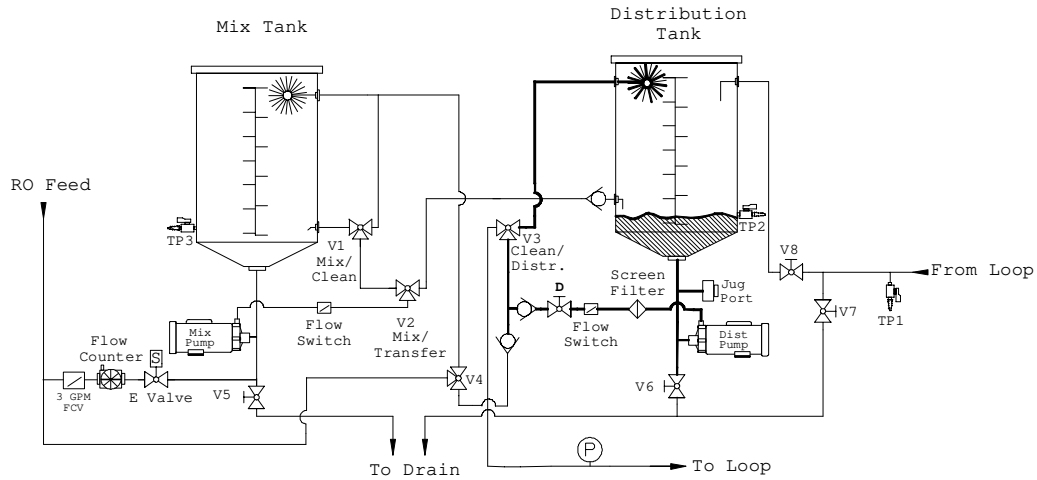 Mix Tank
Distribution
Tank
RO Feed
TP3
V1
Mix/
Clean
V3
Clean/
Distr.
TP2
V8
From Loop
Screen
Filter
Jug
Port
D
TP1
V7
Flow
Switch
V2
Mix/
Transfer
Flow
Switch
Mix
Pump
Dist
Pump
Flow
Counter
S
3 GPM
FCV
E Valve
V5
V4
V6
To Drain
P
To Loop